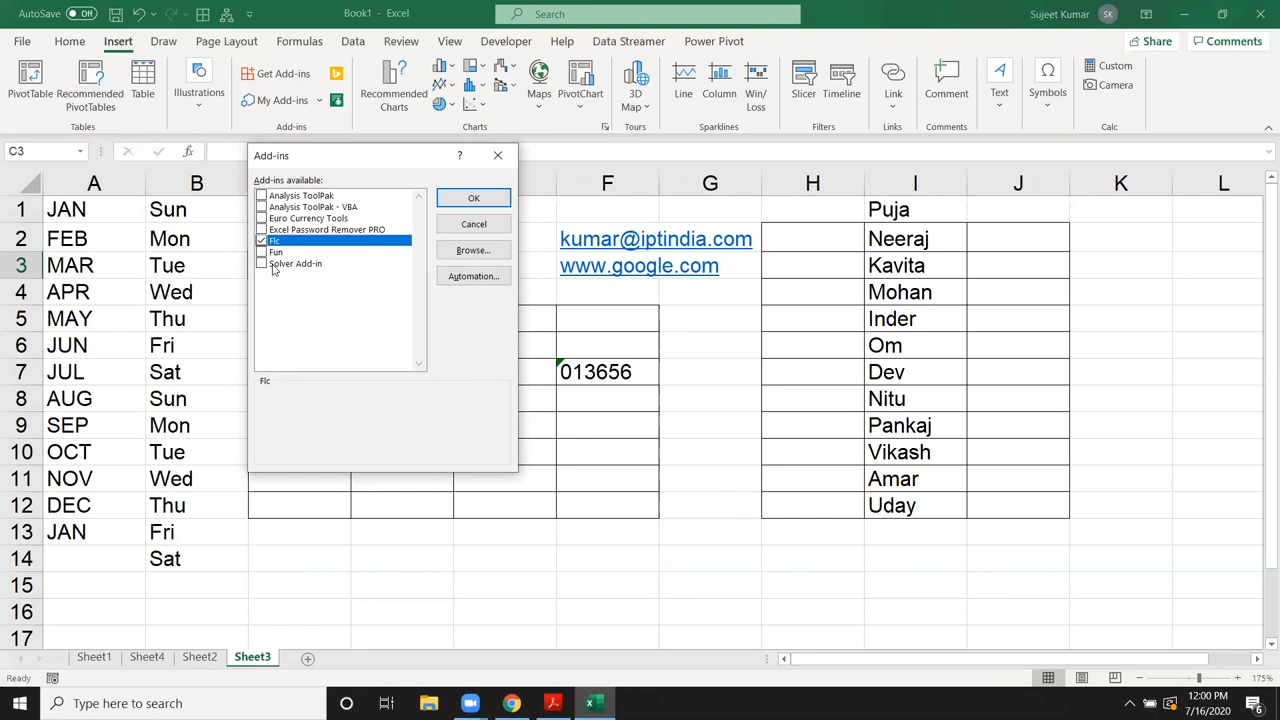 AutoSave Off Book1 - Excel Search Sujeet Kumar SK
File Home Insert Draw Page Layout Formulas Data Review View Developer Help Data Streamer Power Pivot Share Comments
PivotTable Recommended PivotTables Table Illustrations Get Add-ins My Add-ins Recommended Charts Maps PivotChart 3D Map Line Column Win/Loss Slicer Timeline Link Comment Text Symbols Custom Camera
Tables Add-ins Charts Tours Sparklines Filters Links Comments Calc
C3 fx
Add-ins ?
Add-ins available:
Analysis ToolPak
Analysis ToolPak - VBA
Euro Currency Tools
Excel Password Remover PRO
Flc
Fun
Solver Add-in
OK
Cancel
Browse...
Automation...
Flc
A B F G H I J K L
1 JAN Sun Puja
2 FEB Mon kumar@iptindia.com Neeraj
3 MAR Tue www.google.com Kavita
4 APR Wed Mohan
5 MAY Thu Inder
6 JUN Fri Om
7 JUL Sat 013656 Dev
8 AUG Sun Nitu
9 SEP Mon Pankaj
10 OCT Tue Vikash
11 NOV Wed Amar
12 DEC Thu Uday
13 JAN Fri
14 Sat
15
16
17
Sheet1 Sheet4 Sheet2 Sheet3
Ready 175%
Type here to search
12:00 PM
7/16/2020 6